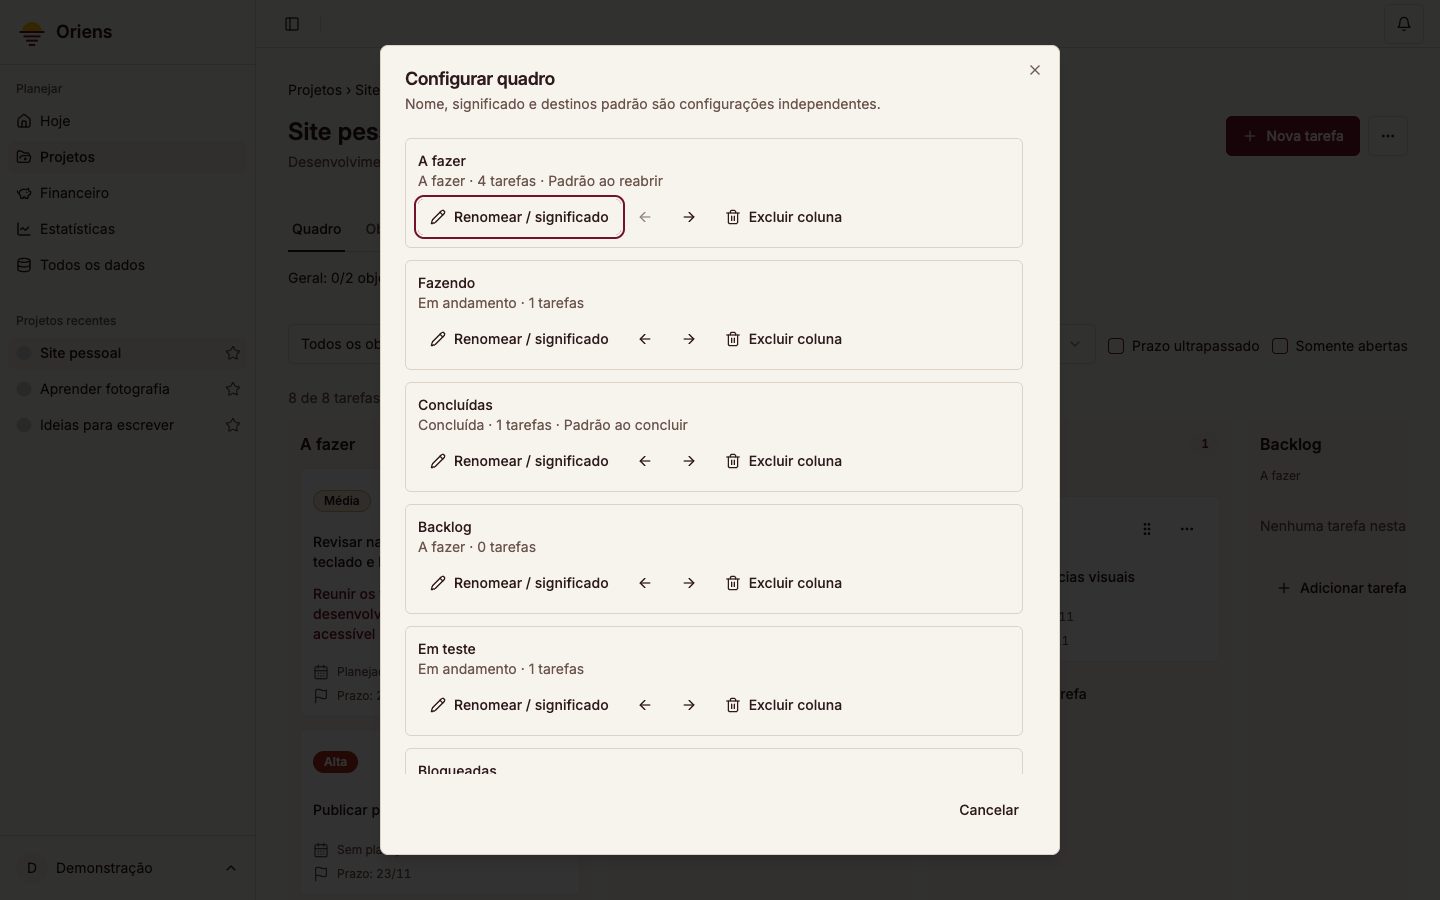 Oriens
Planejar
Hoje
Projetos
Financeiro
Estatísticas
Todos os dados
Projetos recentes
Site pessoal
Aprender fotografia
Ideias para escrever
D Demonstração
Projetos › Site
Site pes
Desenvolvime
Nova tarefa
Quadro
Geral: 0/2 obj
Todos os ob
Prazo ultrapassado
Somente abertas
8 de 8 tarefas
A fazer
Média
Revisar na
teclado e
Reunir os
desenvolv
acessível
Planeja
Prazo: 2
Alta
Publicar p
Sem pla
Prazo: 23/11
Configurar quadro
Nome, significado e destinos padrão são configurações independentes.
A fazer
A fazer · 4 tarefas · Padrão ao reabrir
Renomear / significado ← → Excluir coluna
Fazendo
Em andamento · 1 tarefas
Renomear / significado ← → Excluir coluna
Concluídas
Concluída · 1 tarefas · Padrão ao concluir
Renomear / significado ← → Excluir coluna
Backlog
A fazer · 0 tarefas
Renomear / significado ← → Excluir coluna
Em teste
Em andamento · 1 tarefas
Renomear / significado ← → Excluir coluna
Bloqueadas
Cancelar
1
cias visuais
11
1
refa
Backlog
A fazer
Nenhuma tarefa nesta
Adicionar tarefa